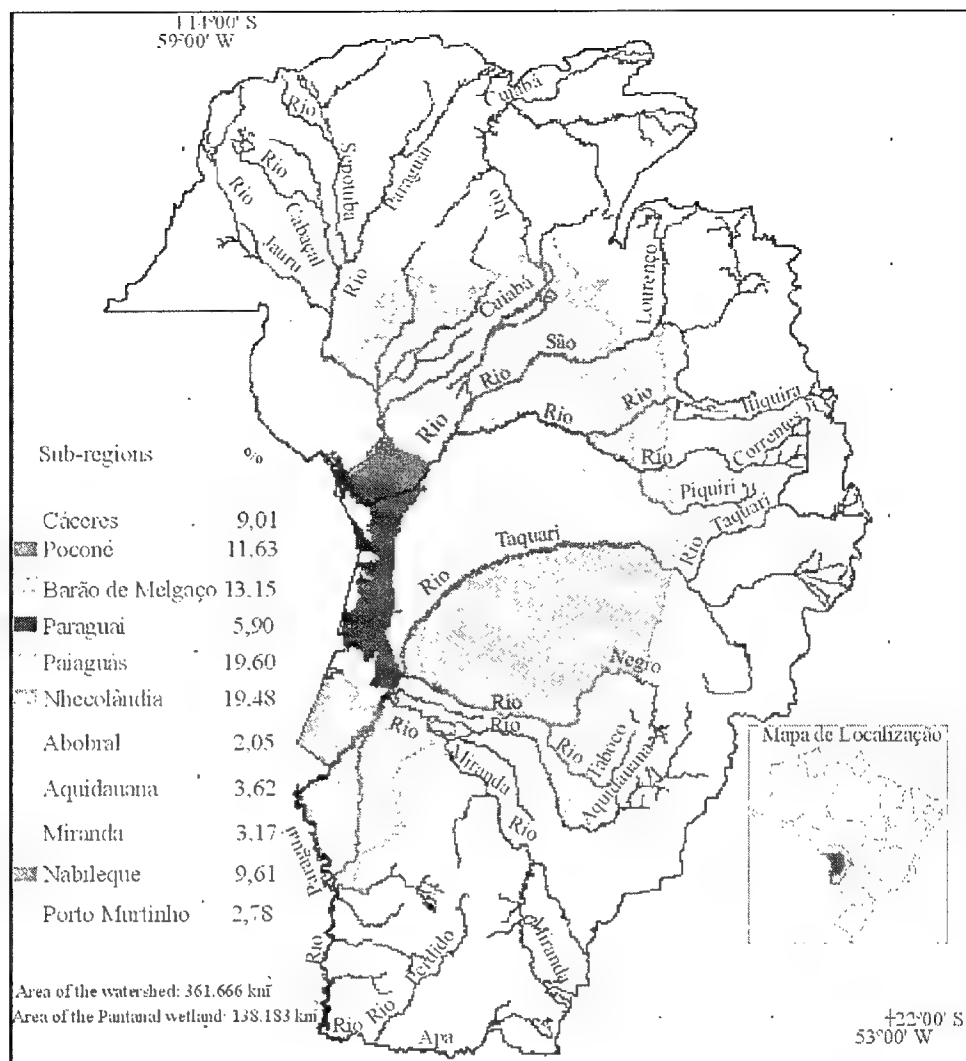 14°00' S
59°00' W
Cuiabá
Rio
Sepotuba
Paraguai
Rio
Rio
Cabaçal
Jauru
Rio
Rio
Cuiabá
Lourenço
São
Rio
Rio
Rio
Rio
Itiquira
Correntes
Rio
Piquiri
Taquari
Rio
Taquari
Rio
Negro
Rio
Rio
Rio
Taboco
Aquidauana
Rio
Miranda
Rio
Miranda
Paraguai
Rio
Perdido
Rio
Rio
Apa
Sub-regions %
Cáceres 9,01
Poconé 11.63
Barão de Melgaço 13.15
Paraguai 5,90
Paiaguás 19.60
Nhecolândia 19.48
Abobral 2.05
Aquidauana 3,62
Miranda 3.17
Nabileque 9,61
Porto Murtinho 2,78
Mapa de Localização
Area of the watershed: 361.666 km²
Area of the Pantanal wetland: 138.183 km²
22°00' S
53°00' W